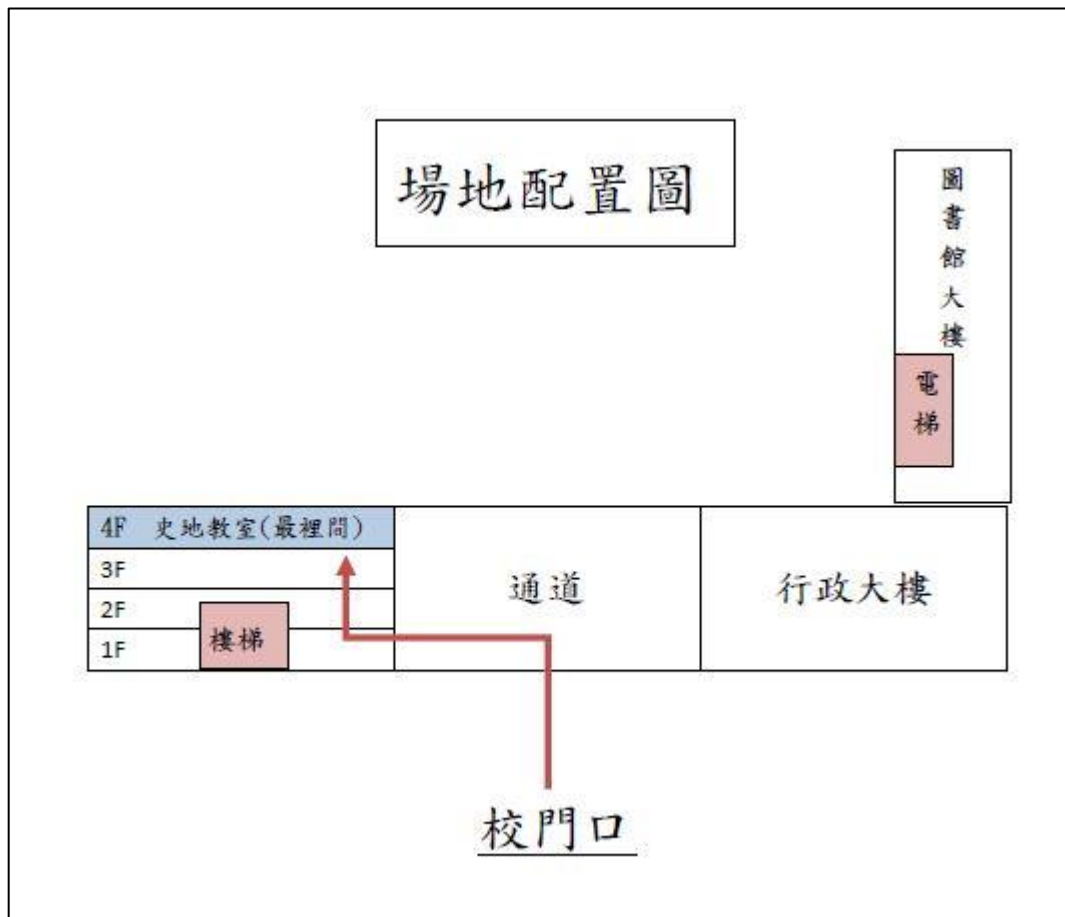 場地配置圖
圖書館大樓
電梯
4F 史地教室(最裡間)
3F
2F
1F
樓梯
通道
行政大樓
校門口